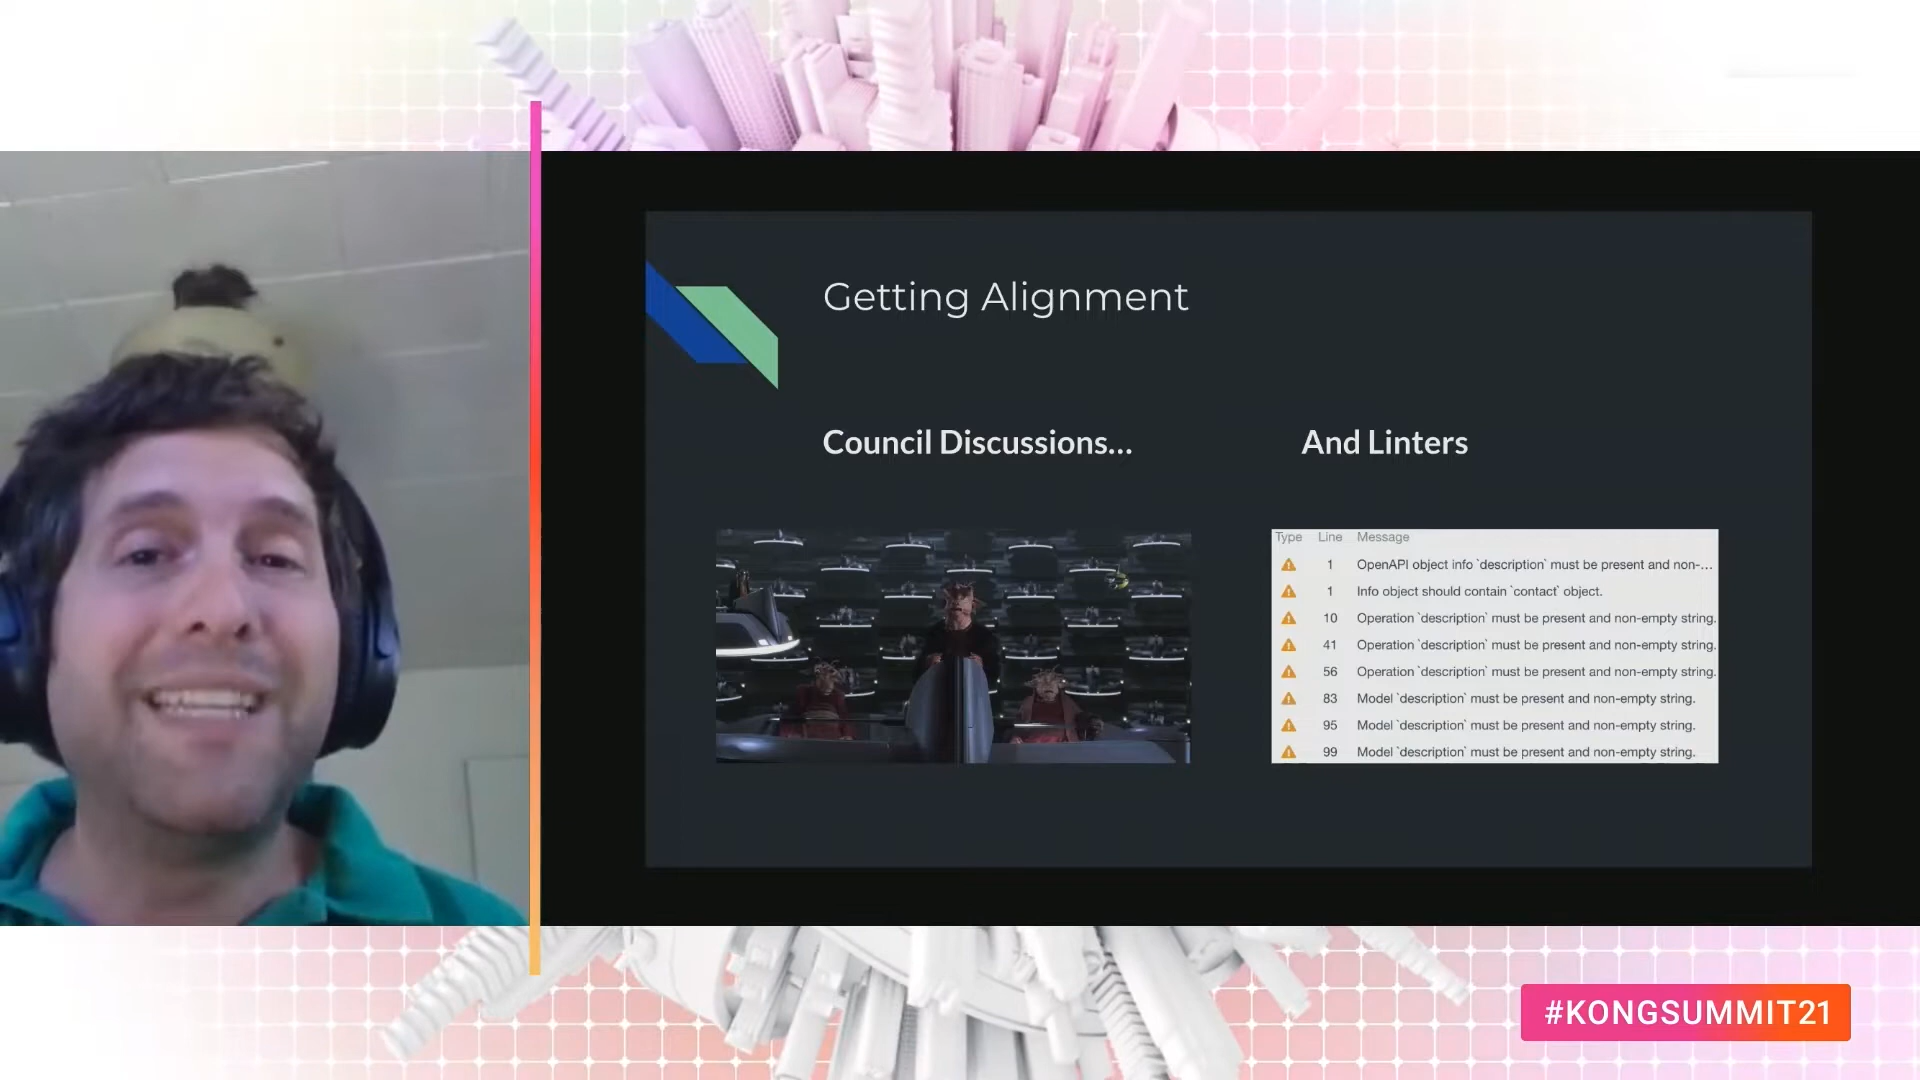 Getting Alignment
Council Discussions...
And Linters
Type Line Message
1 OpenAPI object info `description` must be present and non-...
1 Info object should contain `contact` object.
10 Operation `description` must be present and non-empty string.
41 Operation `description` must be present and non-empty string.
56 Operation `description` must be present and non-empty string.
83 Model `description` must be present and non-empty string.
95 Model `description` must be present and non-empty string.
99 Model `description` must be present and non-empty string.
#KONGSUMMIT21